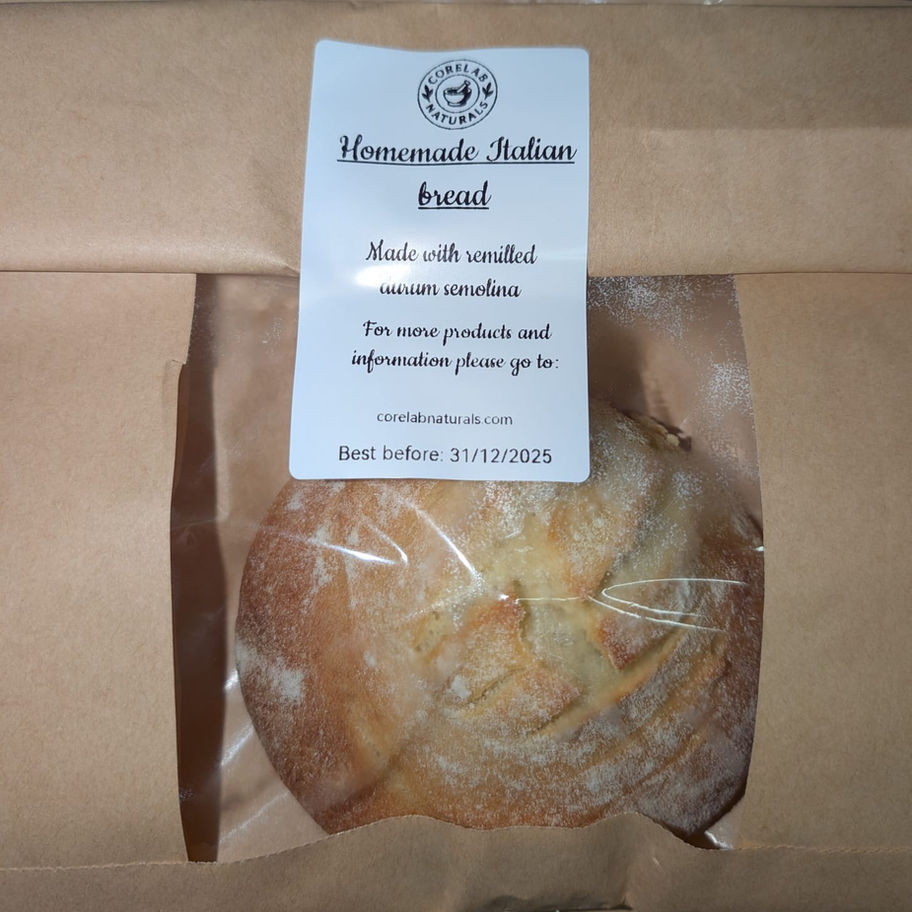 CORELAB
NATURALS
Homemade Italian
bread
Made with remilled
durum semolina
For more products and
information please go to:
corelabnaturals.com
Best before: 31/12/2025